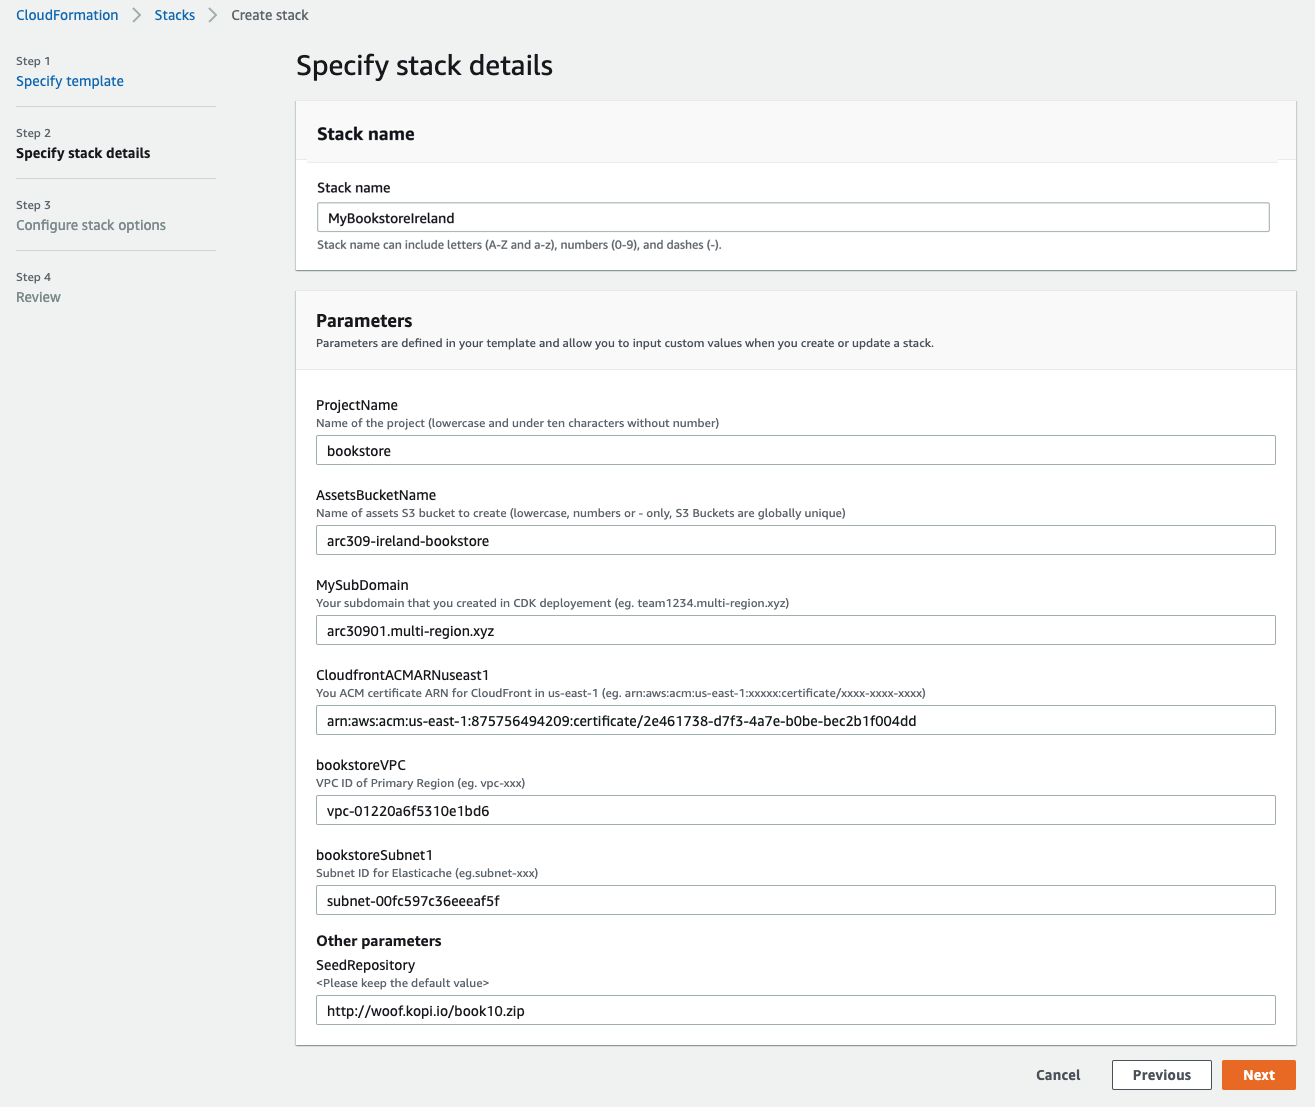 CloudFormation > Stacks > Create stack
Step 1
Specify template
Step 2
Specify stack details
Step 3
Configure stack options
Step 4
Review
Specify stack details
Stack name
Stack name
MyBookstoreIreland
Stack name can include letters (A-Z and a-z), numbers (0-9), and dashes (-).
Parameters
Parameters are defined in your template and allow you to input custom values when you create or update a stack.
ProjectName
Name of the project (lowercase and under ten characters without number)
bookstore
AssetsBucketName
Name of assets S3 bucket to create (lowercase, numbers or - only, S3 Buckets are globally unique)
arc309-ireland-bookstore
MySubDomain
Your subdomain that you created in CDK deployement (eg. team1234.multi-region.xyz)
arc30901.multi-region.xyz
CloudfrontACMARNuseast1
You ACM certificate ARN for CloudFront in us-east-1 (eg. arn:aws:acm:us-east-1:xxxxx:certificate/xxxx-xxxx-xxxx)
arn:aws:acm:us-east-1:875756494209:certificate/2e461738-d7f3-4a7e-b0be-bec2b1f004dd
bookstoreVPC
VPC ID of Primary Region (eg. vpc-xxx)
vpc-01220a6f5310e1bd6
bookstoreSubnet1
Subnet ID for Elasticache (eg.subnet-xxx)
subnet-00fc597c36eeeaf5f
Other parameters
SeedRepository
<Please keep the default value>
http://woof.kopi.io/book10.zip
Cancel
Previous
Next